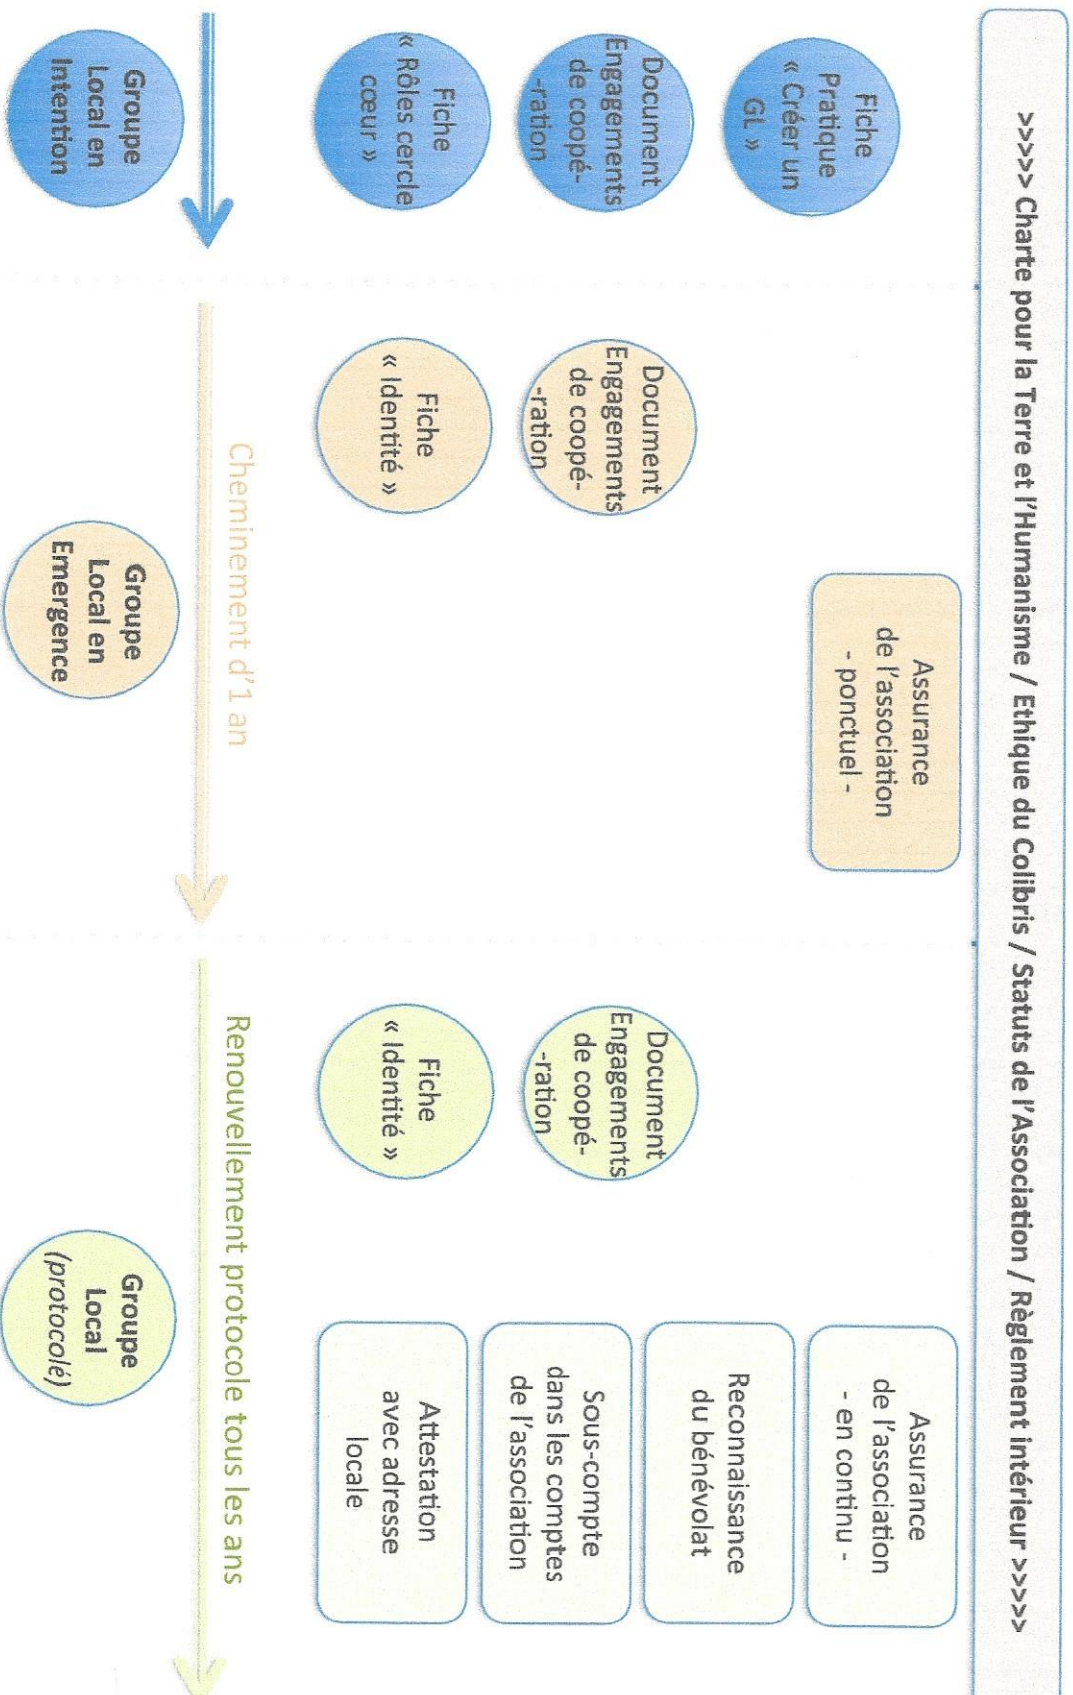 >>>>> Charte pour la Terre et l'Humanisme / Ethique du Colibris / Statuts de l'Association / Règlement intérieur >>>>>
Fiche
Pratique
« Créer un
GL »
Document
Engagements
de coopé-
-ration
Fiche
« Rôles cercle
cœur »
Groupe
Local en
Intention
Assurance
de l'association
- ponctuel -
Document
Engagements
de coopé-
-ration
Fiche
« Identité »
Cheminement d'1 an
Groupe
Local en
Emergence
Assurance
de l'association
- en continu -
Reconnaissance
du bénévolat
Document
Engagements
de coopé-
-ration
Sous-compte
dans les comptes
de l'association
Fiche
« Identité »
Attestation
avec adresse
locale
Renouvellement protocole tous les ans
Groupe
Local
(protocolé)